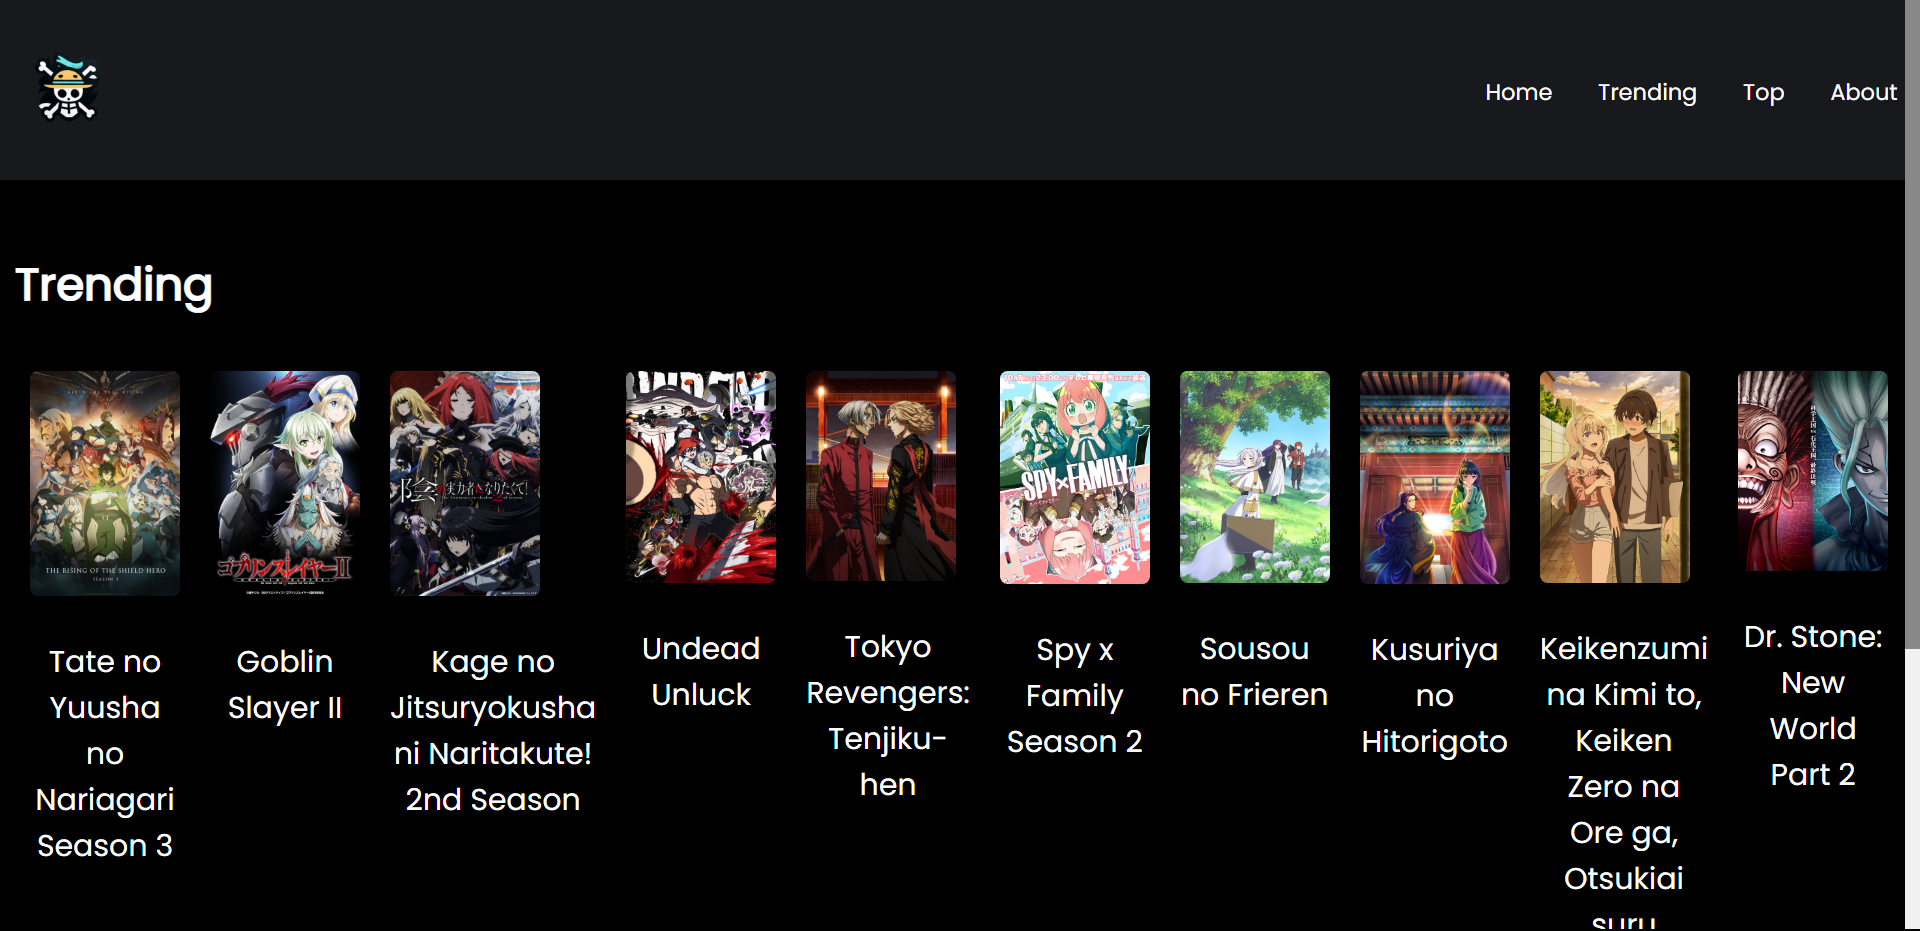 Home Trending Top About
Trending
THE RISING OF THE SHIELD HERO
SEASON 3
ゴブリンスレイヤーII
陰の実力者になりたくて!
UNDEAD
SPY×FAMILY
Tate no
Yuusha
no
Nariagari
Season 3
Goblin
Slayer II
Kage no
Jitsuryokusha
ni Naritakute!
2nd Season
Undead
Unluck
Tokyo
Revengers:
Tenjiku-
hen
Spy x
Family
Season 2
Sousou
no Frieren
Kusuriya
no
Hitorigoto
Keikenzumi
na Kimi to,
Keiken
Zero na
Ore ga,
Otsukiai
suru
Dr. Stone:
New
World
Part 2